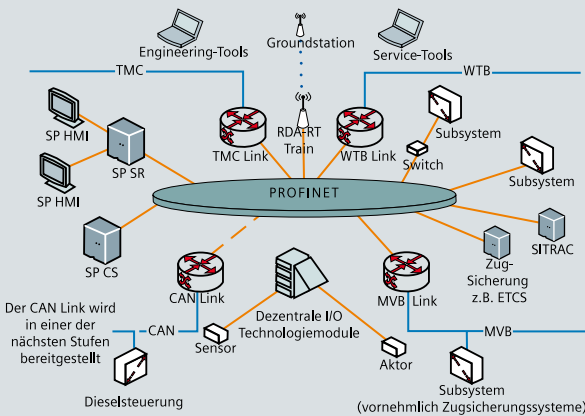 Engineering-Tools
Groundstation
Service-Tools
TMC
WTB
SP HMI
SP SR
TMC Link
RDA-RT
Train
WTB Link
Switch
Subsystem
SP HMI
Subsystem
PROFINET
SP CS
CAN Link
MVB Link
Zug-
Sicherung
z.B. ETCS
SITRAC
Der CAN Link wird
in einer der
nächsten Stufen
bereitgestellt
CAN
Dezentrale I/O
Technologiemodule
MVB
Sensor
Aktor
Dieselsteuerung
Subsystem
(vornehmlich Zugsicherungssysteme)